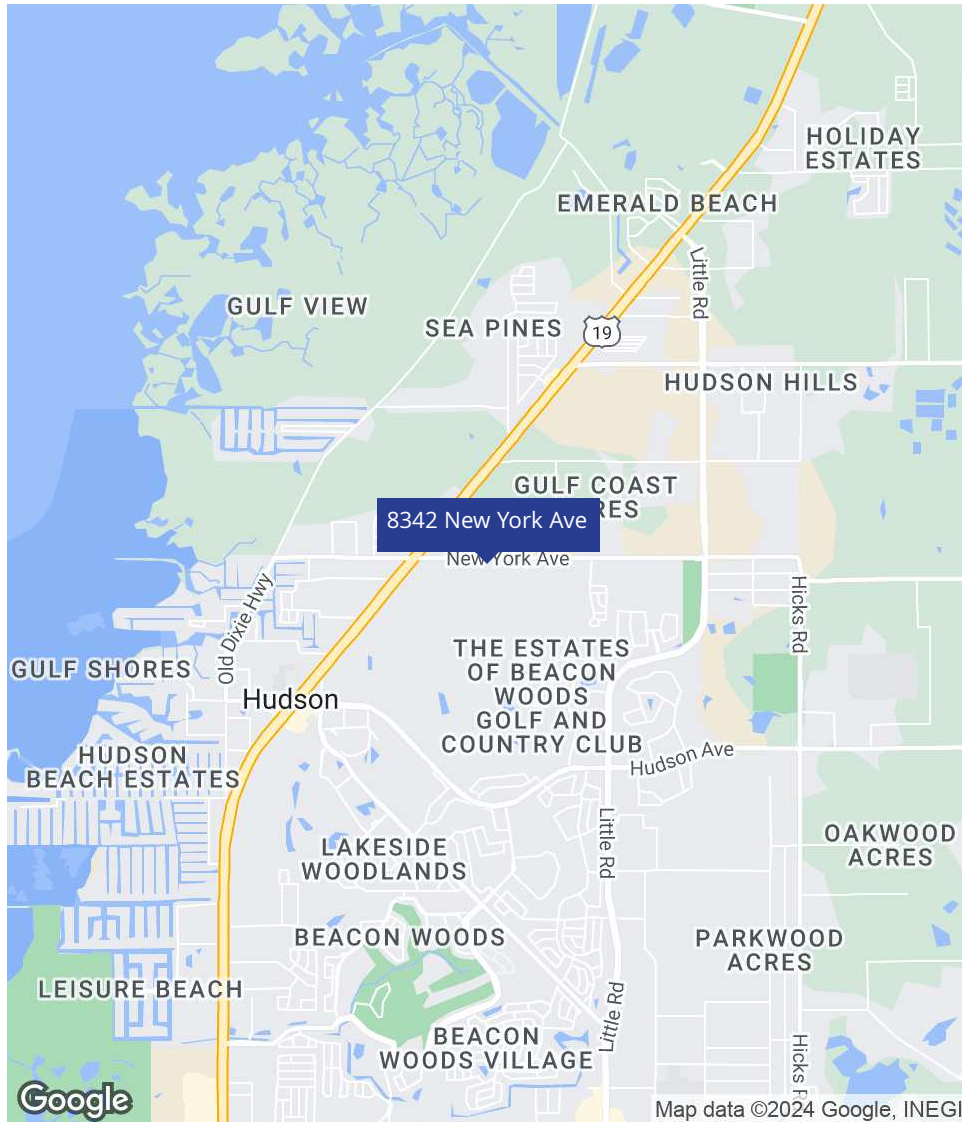 HOLIDAY
ESTATES
EMERALD BEACH
Little Rd
GULF VIEW
SEA PINES
19
HUDSON HILLS
GULF COAST
RES
8342 New York Ave
New York Ave
Old Dixie Hwy
Hicks Rd
GULF SHORES
THE ESTATES
OF BEACON
WOODS
GOLF AND
COUNTRY CLUB
Hudson
Hudson Ave
HUDSON
BEACH ESTATES
Little Rd
OAKWOOD
ACRES
LAKESIDE
WOODLANDS
BEACON WOODS
PARKWOOD
ACRES
LEISURE BEACH
Little Rd
BEACON
WOODS VILLAGE
Hicks R
Google
Map data ©2024 Google, INEGI